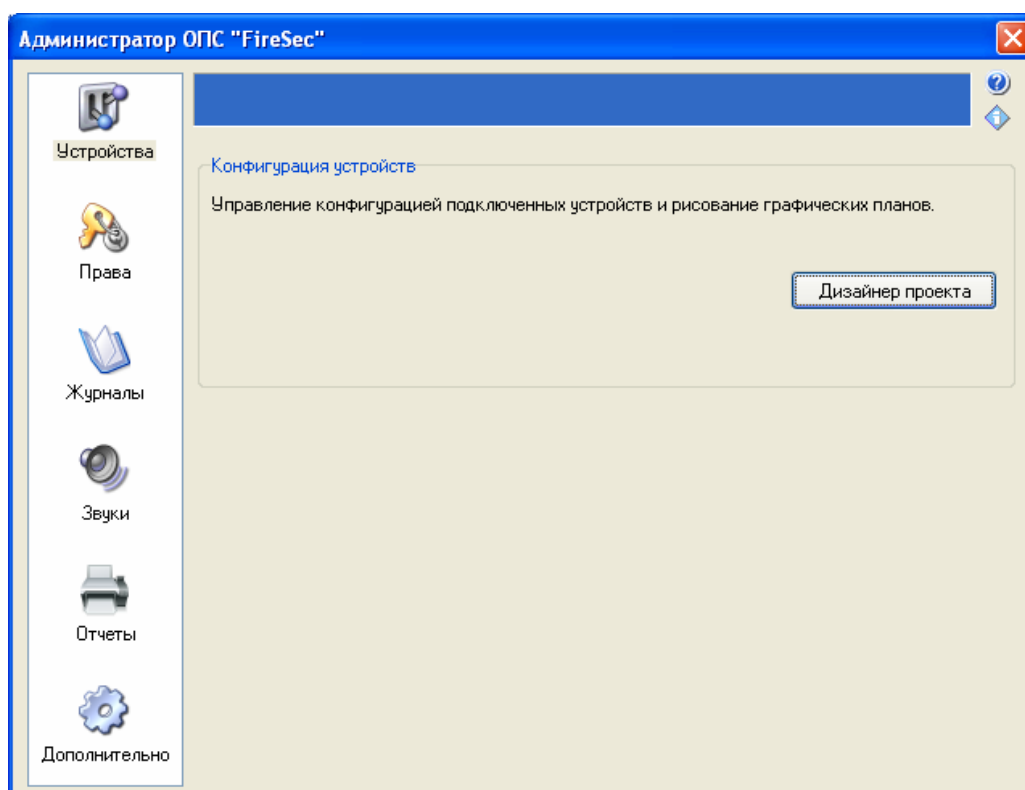 Администратор ОПС "FireSec"
Устройства
Права
Журналы
Звуки
Отчеты
Дополнительно
Конфигурация устройств
Управление конфигурацией подключенных устройств и рисование графических планов.
Дизайнер проекта